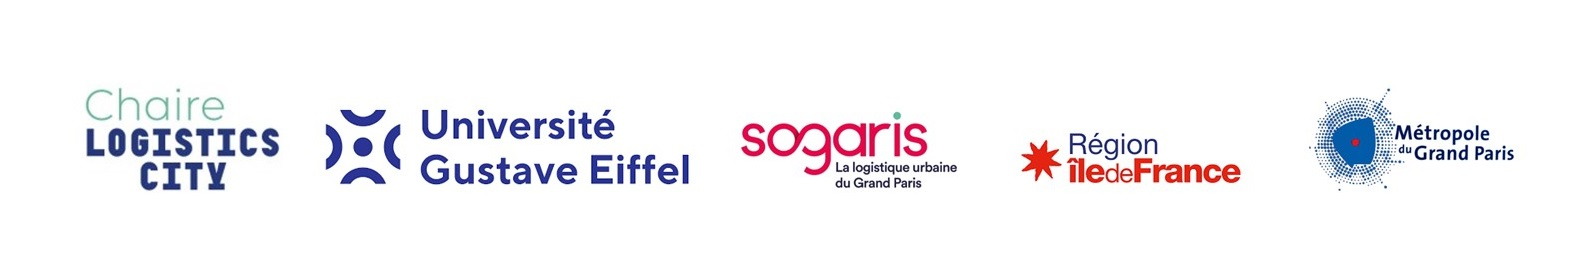 Chaire
LOGISTICS
CITY
Université
Gustave Eiffel
sogaris
La logistique urbaine
du Grand Paris
Région
îledeFrance
Métropole
du Grand Paris